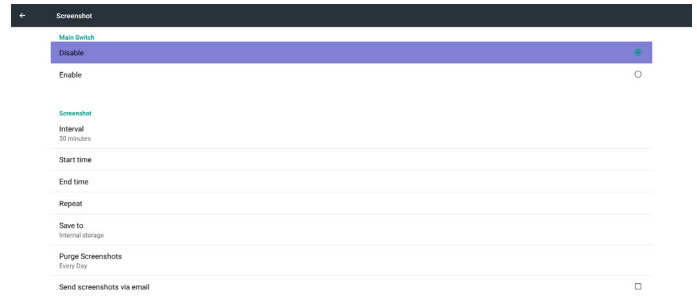 Screenshot
Main Switch
Disable
Enable
Screenshot
Interval
30 minutes
Start time
End time
Repeat
Save to
Internal storage
Purge Screenshots
Every Day
Send screenshots via email